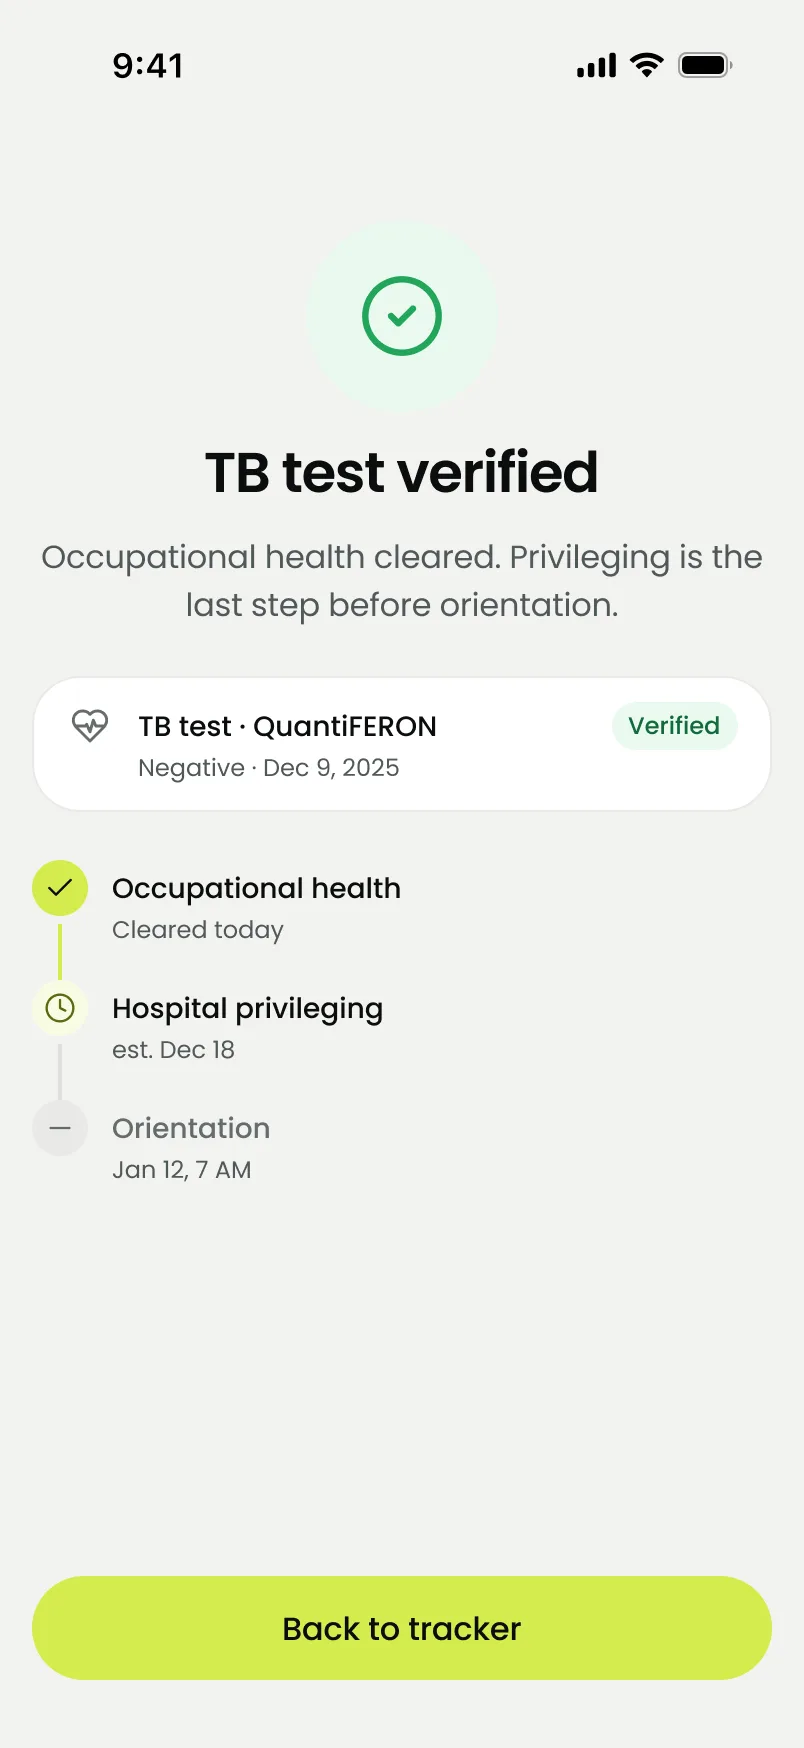 9:41
TB test verified
Occupational health cleared. Privileging is the
last step before orientation.
TB test · QuantiFERON
Verified
Negative · Dec 9, 2025
Occupational health
Cleared today
Hospital privileging
est. Dec 18
Orientation
Jan 12, 7 AM
Back to tracker